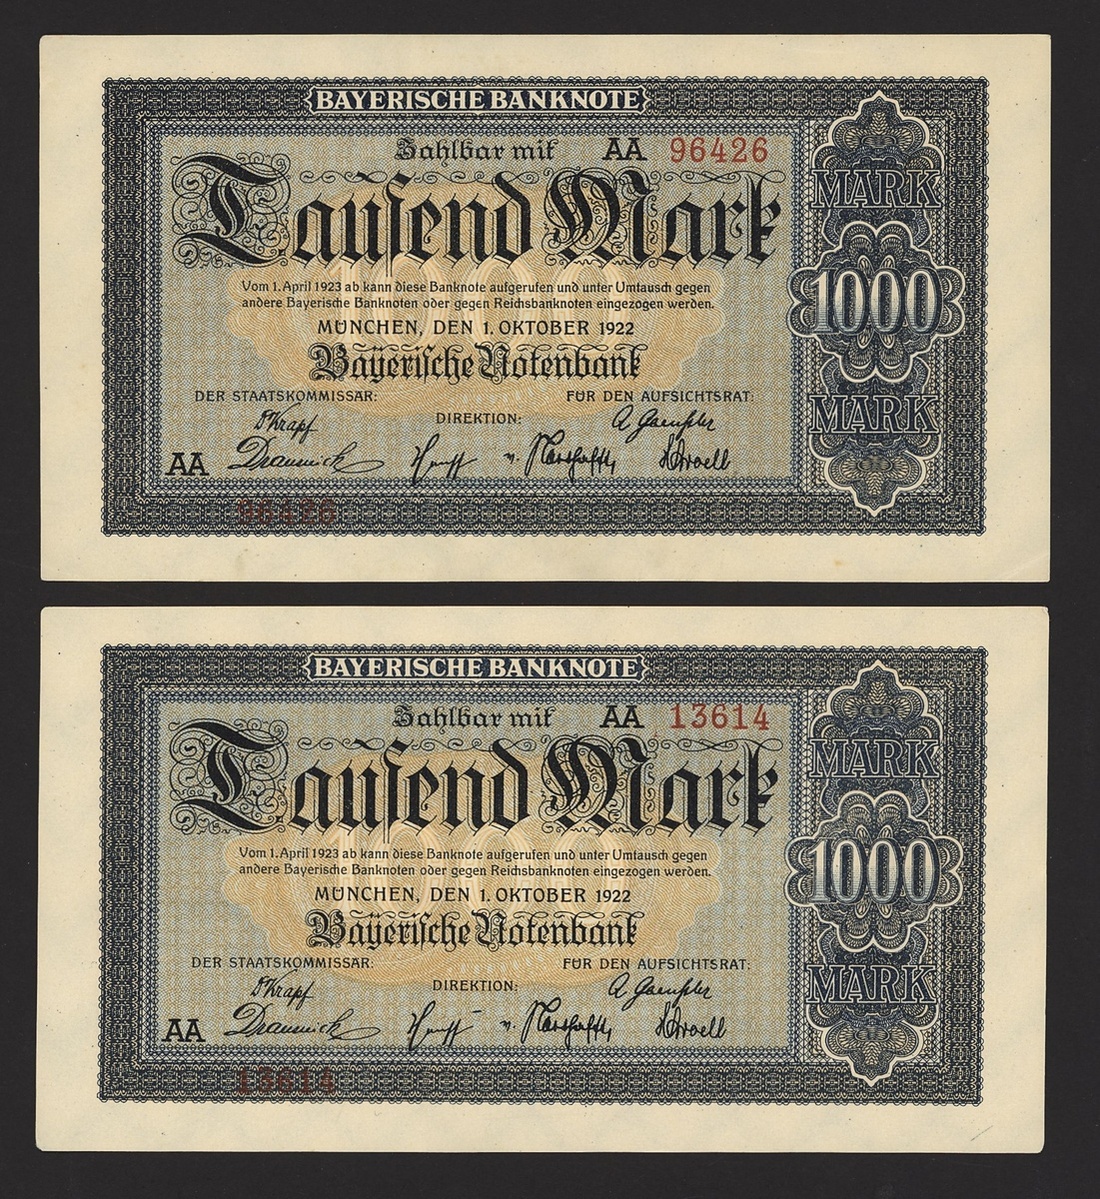 BAYERISCHE BANKNOTE
Zahlbar mit AA 96426
Tausend Mark
Vom 1. April 1923 ab kann diese Banknote aufgerufen und unter Umtausch gegen
andere Bayerische Banknoten oder gegen Reichsbanknoten eingezogen werden.
MÜNCHEN, DEN 1. OKTOBER 1922
Bayerische Notenbank
DER STAATSKOMMISSÄR: FÜR DEN AUFSICHTSRAT:
DIREKTION:
AA
96426
MARK
1000
MARK
BAYERISCHE BANKNOTE
Zahlbar mit AA 13614
Tausend Mark
Vom 1. April 1923 ab kann diese Banknote aufgerufen und unter Umtausch gegen
andere Bayerische Banknoten oder gegen Reichsbanknoten eingezogen werden.
MÜNCHEN, DEN 1. OKTOBER 1922
Bayerische Notenbank
DER STAATSKOMMISSÄR: FÜR DEN AUFSICHTSRAT:
DIREKTION:
AA
13614
MARK
1000
MARK